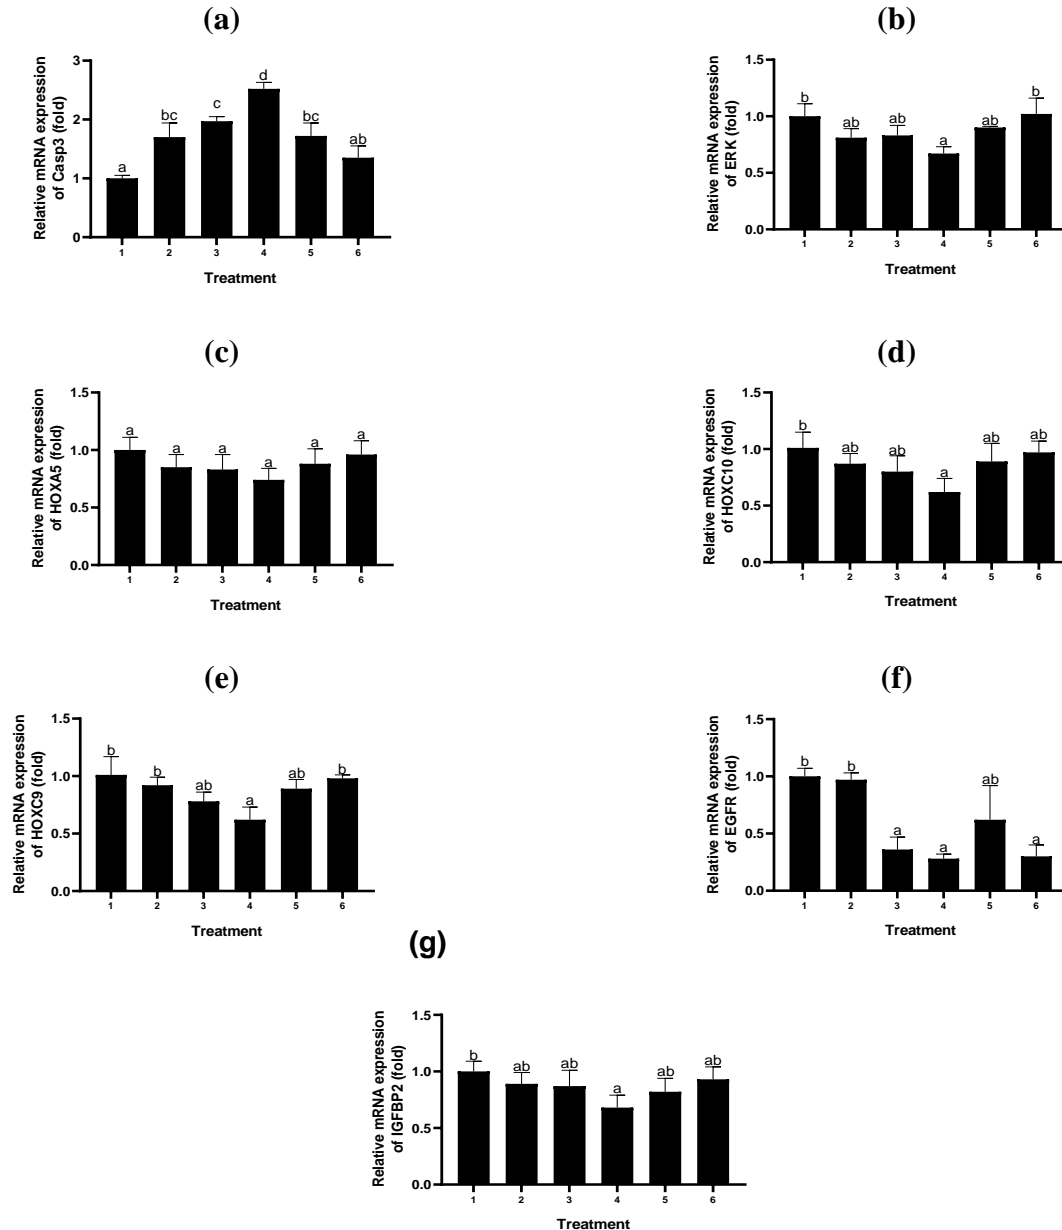 (a)
Relative mRNA expression
of Casp3 (fold)
3
2
1
0
a
bc
c
d
bc
ab
1 2 3 4 5 6
Treatment
(b)
Relative mRNA expression
of ERK (fold)
1.5
1.0
0.5
0.0
b
ab
ab
a
ab
b
1 2 3 4 5 6
Treatment
(c)
Relative mRNA expression
of HOXA5 (fold)
1.5
1.0
0.5
0.0
a
a
a
a
a
a
1 2 3 4 5 6
Treatment
(d)
Relative mRNA expression
of HOXC10 (fold)
1.5
1.0
0.5
0.0
b
ab
ab
a
ab
ab
1 2 3 4 5 6
Treatment
(e)
Relative mRNA expression
of HOXC9 (fold)
1.5
1.0
0.5
0.0
b
b
ab
a
ab
b
1 2 3 4 5 6
Treatment
(f)
Relative mRNA expression
of EGFR (fold)
1.5
1.0
0.5
0.0
b
b
a
a
ab
a
1 2 3 4 5 6
Treatment
(g)
Relative mRNA expression
of IGFBP2 (fold)
1.5
1.0
0.5
0.0
b
ab
ab
a
ab
ab
1 2 3 4 5 6
Treatment